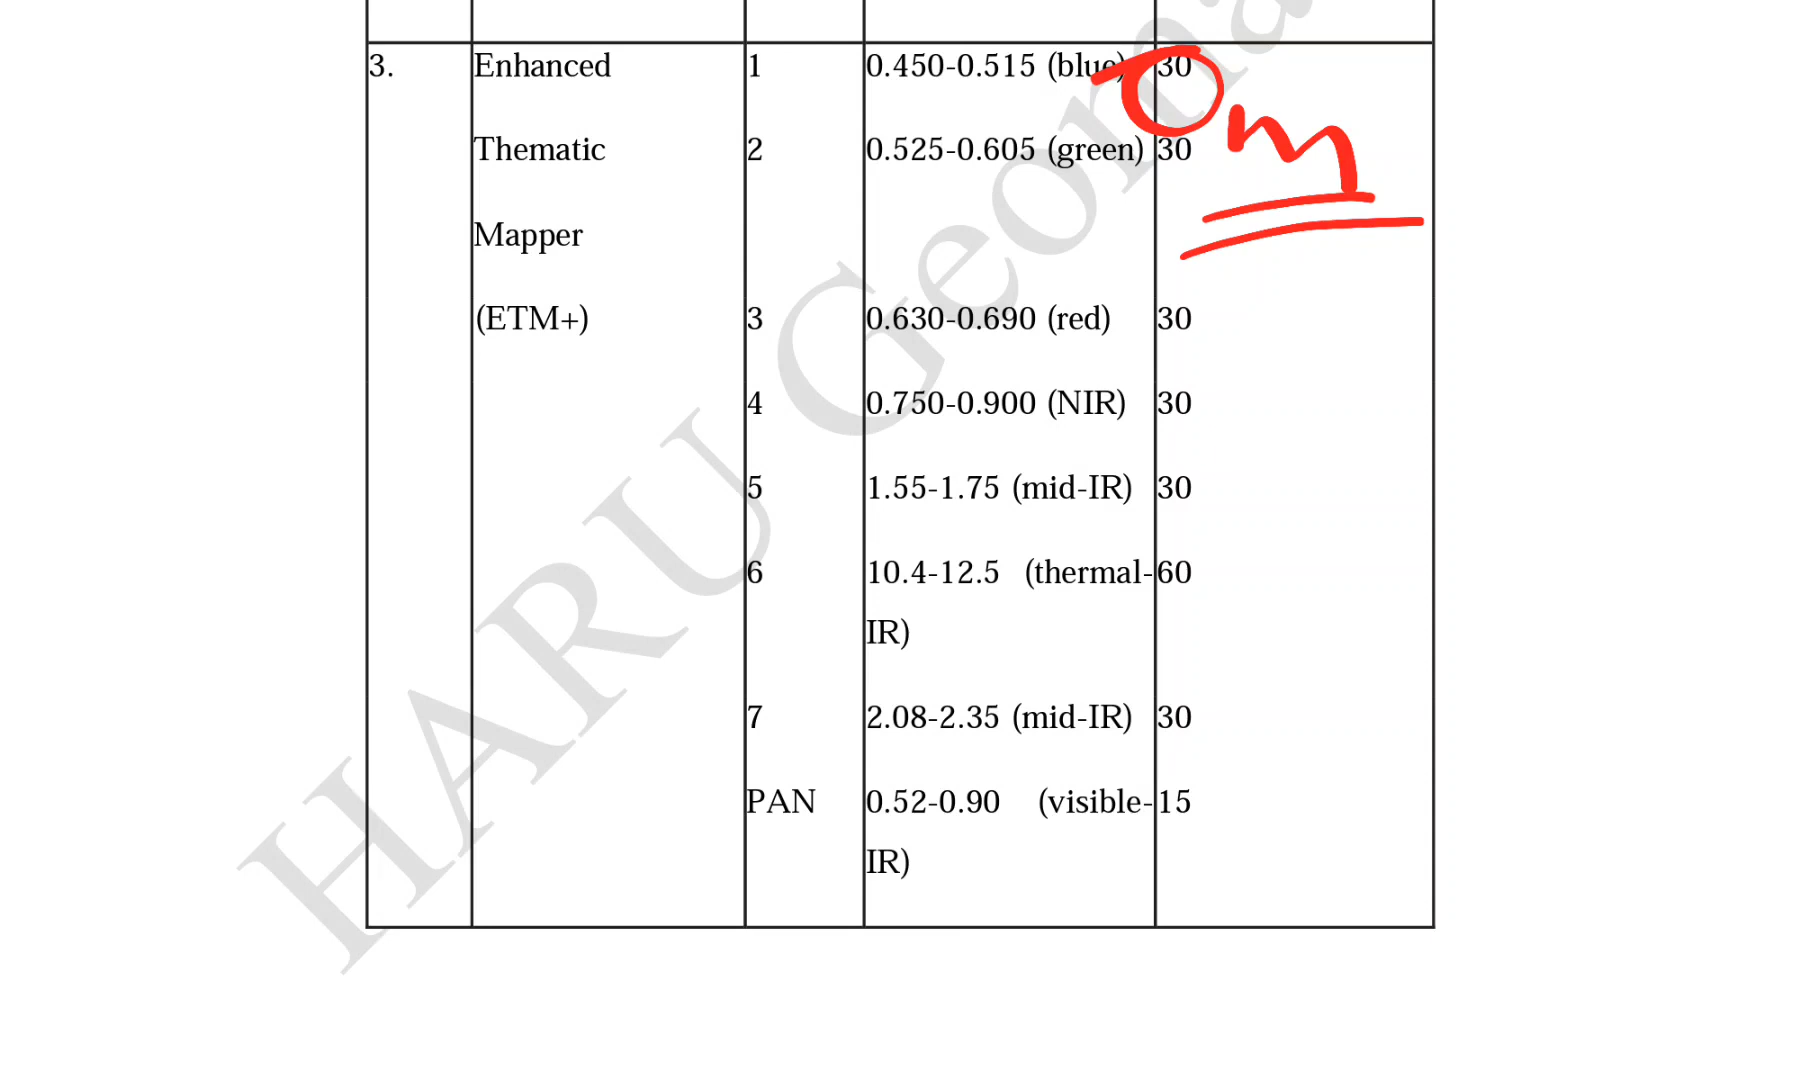 3. Enhanced 1 0.450-0.515 (blue) 30
Thematic 2 0.525-0.605 (green) 30
m
Mapper
(ETM+) 3 0.630-0.690 (red) 30
4 0.750-0.900 (NIR) 30
5 1.55-1.75 (mid-IR) 30
6 10.4-12.5 (thermal- 60
IR)
7 2.08-2.35 (mid-IR) 30
PAN 0.52-0.90 (visible- 15
IR)
HARU Geoma